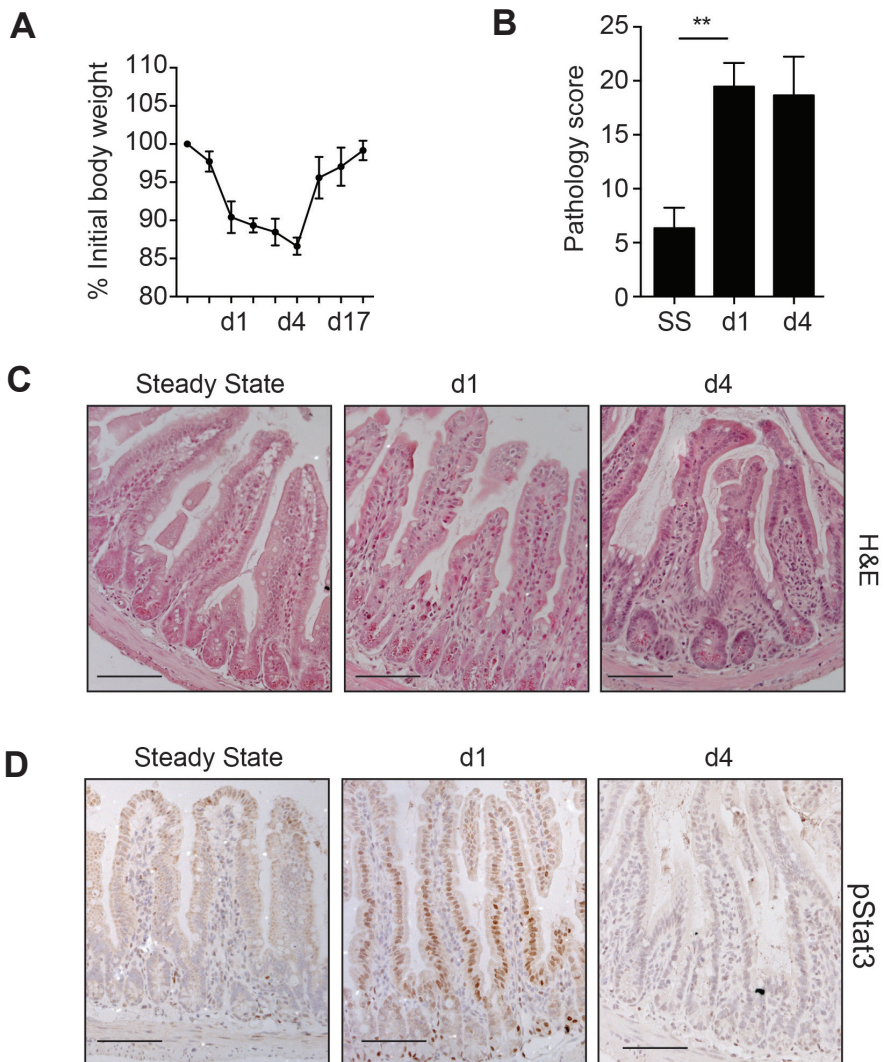 A
% Initial body weight
110
105
100
95
90
85
80
d1 d4 d17
B
**
Pathology score
25
20
15
10
5
0
SS d1 d4
C
Steady State d1 d4
H&E
D
Steady State d1 d4
pStat3